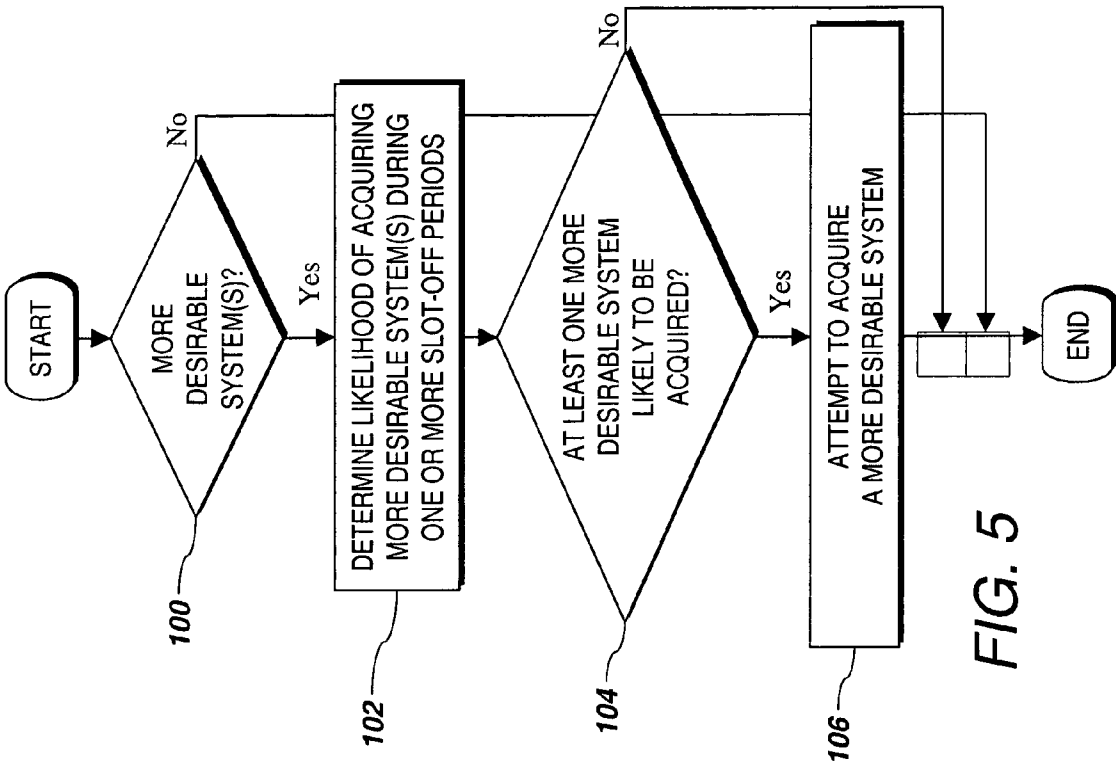 START
MORE
DESIRABLE
SYSTEM(S)?
No
Yes
100
DETERMINE LIKELIHOOD OF ACQUIRING
MORE DESIRABLE SYSTEM(S) DURING
ONE OR MORE SLOT-OFF PERIODS
102
AT LEAST ONE MORE
DESIRABLE SYSTEM
LIKELY TO BE
ACQUIRED?
No
Yes
104
ATTEMPT TO ACQUIRE
A MORE DESIRABLE SYSTEM
106
END
FIG. 5